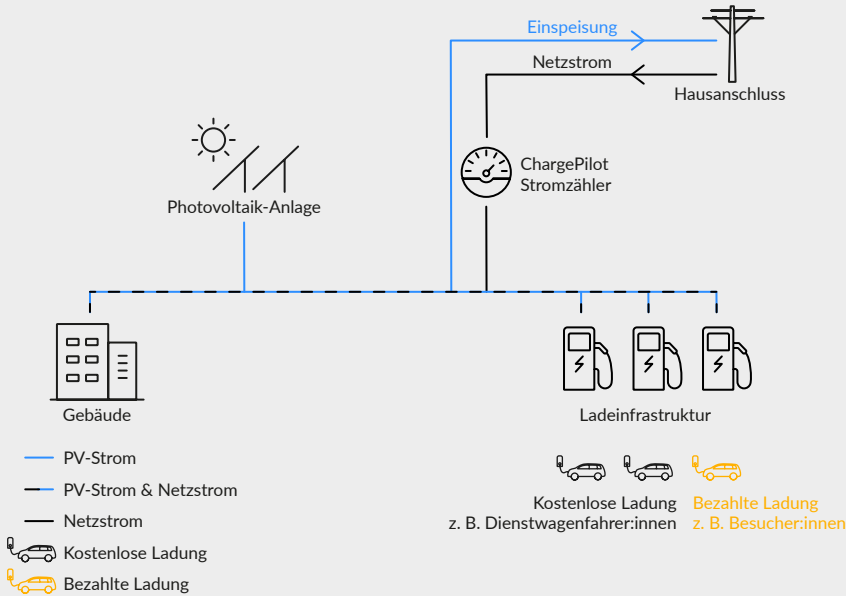 Einspeisung
Netzstrom
Hausanschluss
ChargePilot
Stromzähler
Photovoltaik-Anlage
Gebäude
Ladeinfrastruktur
PV-Strom
PV-Strom & Netzstrom
Netzstrom
Kostenlose Ladung
Bezahlte Ladung
Kostenlose Ladung
z. B. Dienstwagenfahrer:innen
Bezahlte Ladung
z. B. Besucher:innen